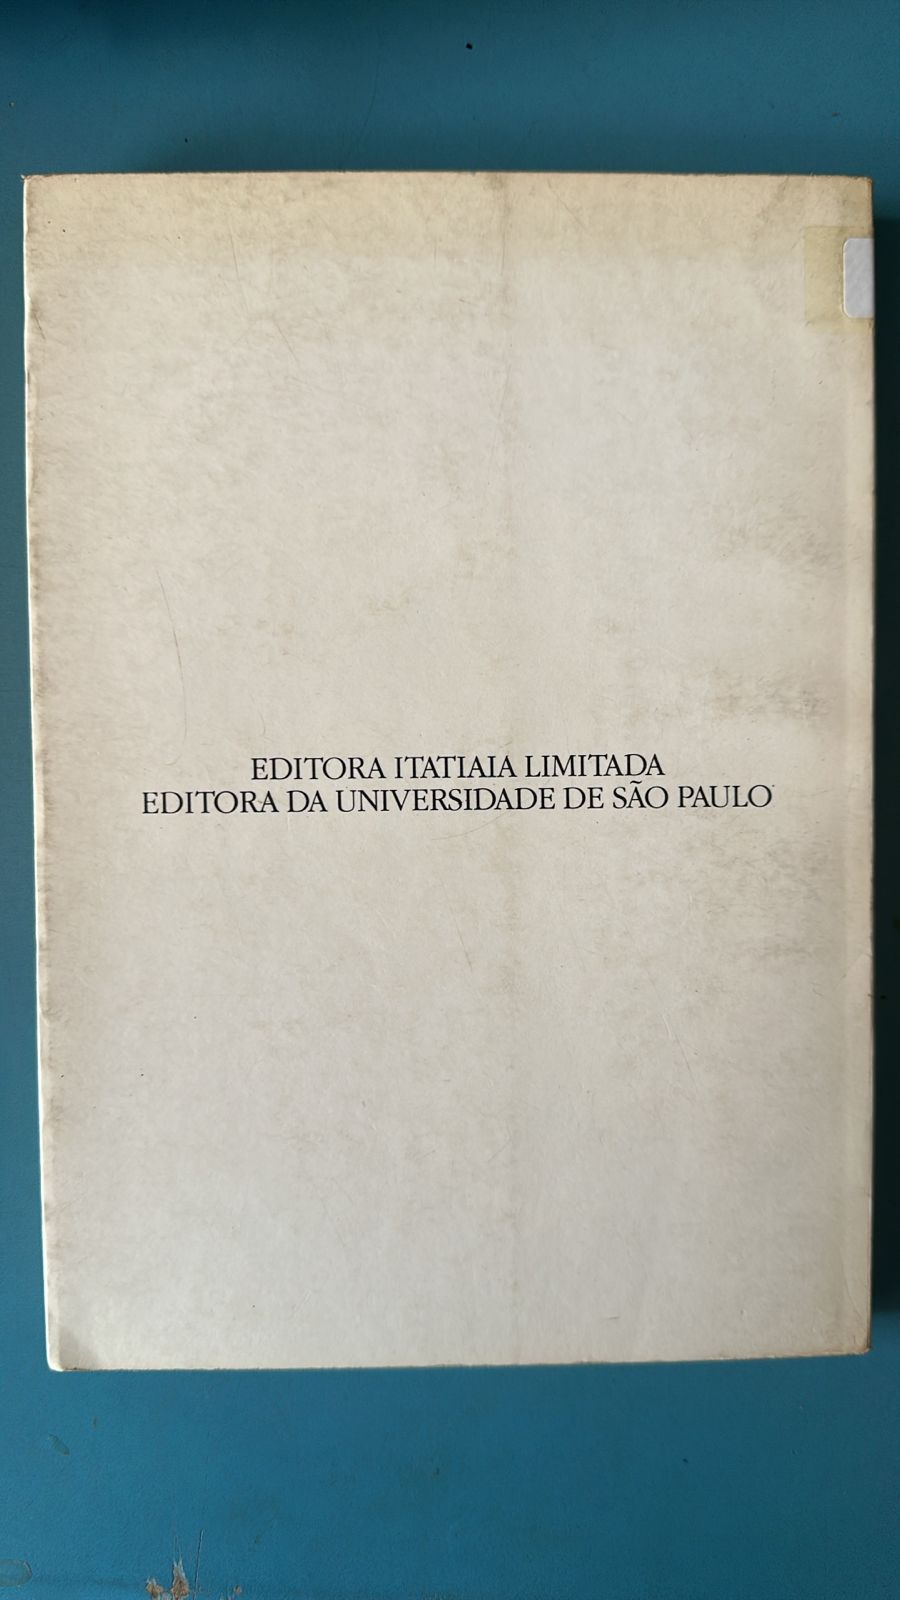 EDITORA ITATIAIA LIMITADA
EDITORA DA UNIVERSIDADE DE SÃO PAULO